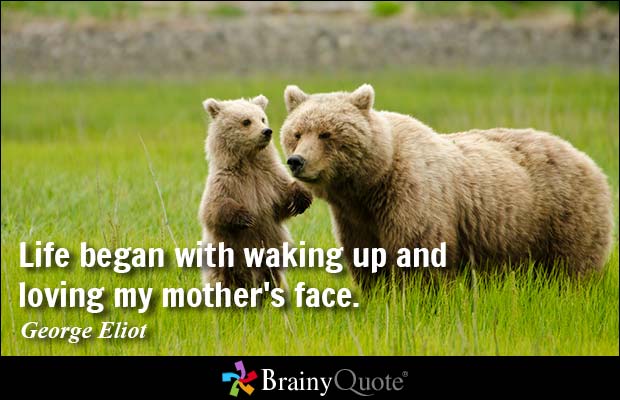 Life began with waking up and
loving my mother's face.
George Eliot
BrainyQuote®